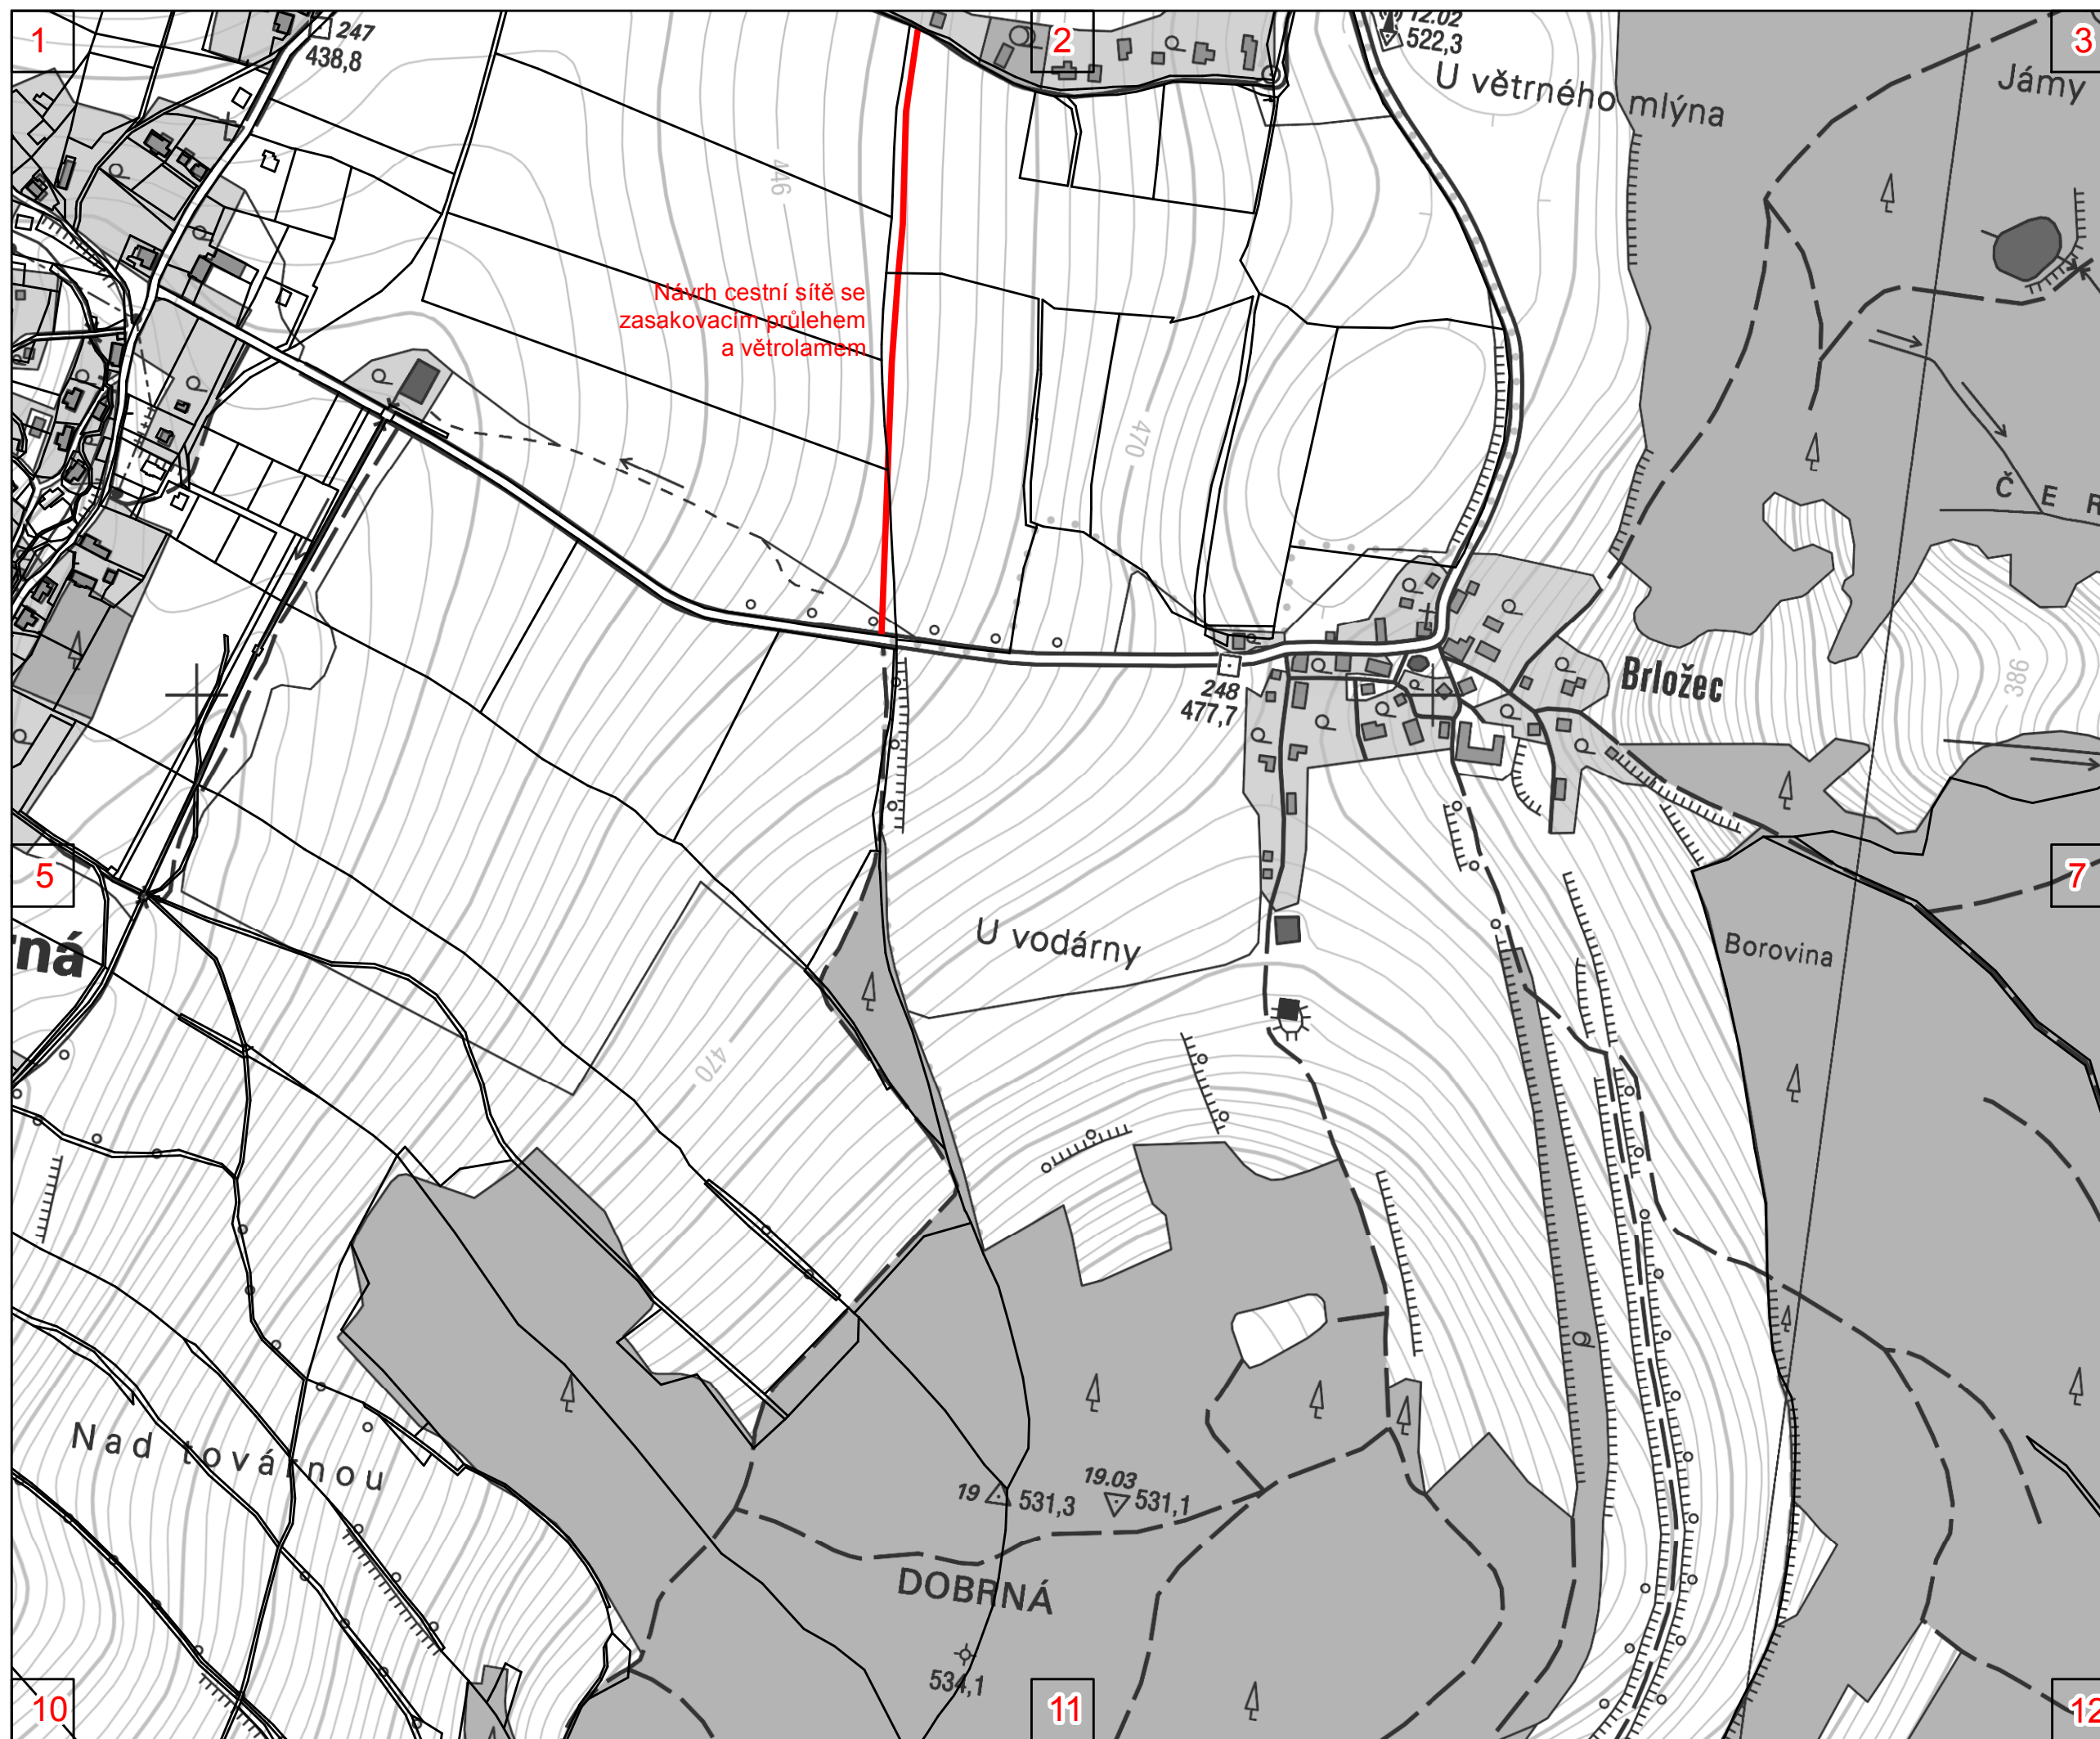 1
247
438,8
2
12.02
522,3
U větrného mlýna
3
Jámy
446
Návrh cestní sítě se
zasakovacím průlehem
a větrolamem
470
Č E R
248
477,7
Brložec
386
5
7
rná
U vodárny
Borovina
470
Nad továrnou
19
531,3
19.03
531,1
DOBRNÁ
534,1
10
11
12